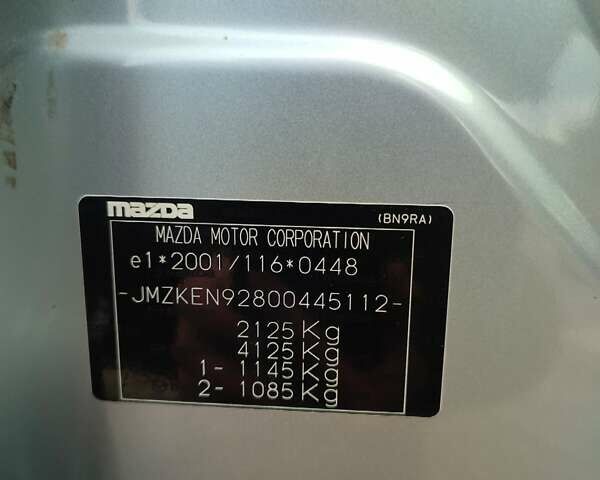 mazda (BN9RA)
MAZDA MOTOR CORPORATION
e1*2001/116*0448
-JMZKEN92800445112-
2125Kg
4125Kg
1- 1145Kg
2- 1085Kg